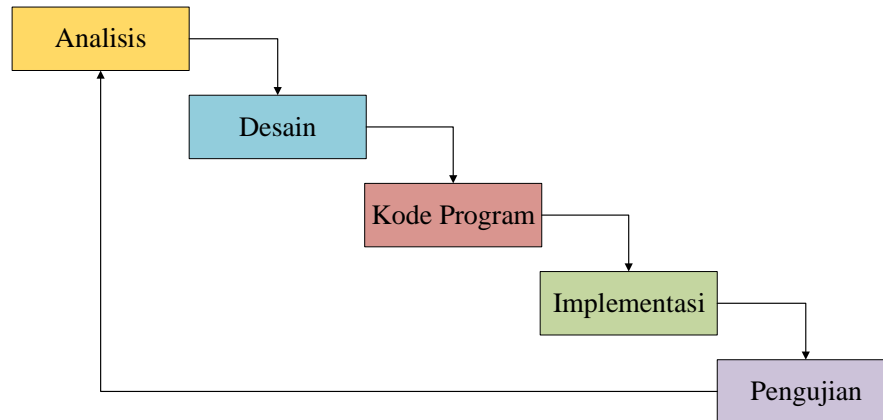 Analisis
Desain
Kode Program
Implementasi
Pengujian